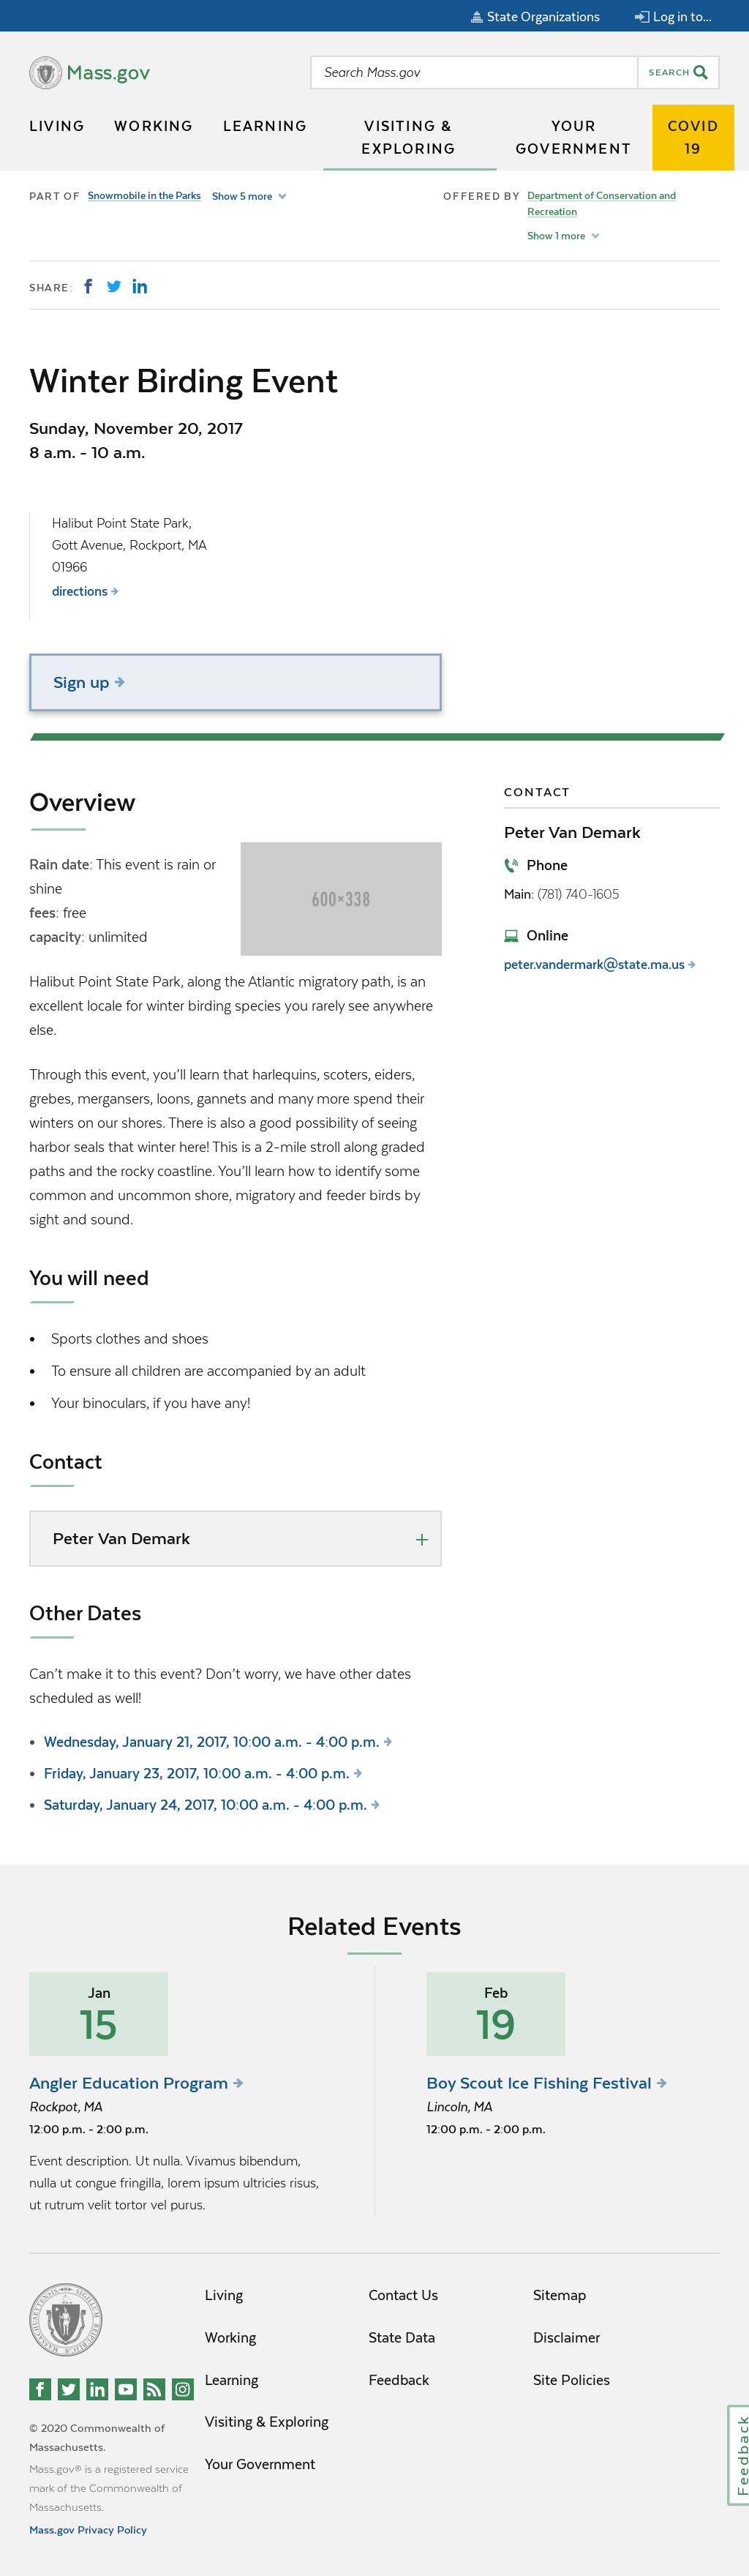 State Organizations
Log in to...
Mass.gov
Search Mass.gov
SEARCH
LIVING
WORKING
LEARNING
VISITING &
EXPLORING
YOUR
GOVERNMENT
COVID
19
PART OF
Snowmobile in the Parks
Show 5 more
OFFERED BY
Department of Conservation and
Recreation
Show 1 more
SHARE:
Winter Birding Event
Sunday, November 20, 2017
8 a.m. - 10 a.m.
Halibut Point State Park,
Gott Avenue, Rockport, MA
01966
directions
Sign up
Overview
Rain date: This event is rain or
shine
fees: free
capacity: unlimited
600×338
Halibut Point State Park, along the Atlantic migratory path, is an
excellent locale for winter birding species you rarely see anywhere
else.
Through this event, you’ll learn that harlequins, scoters, eiders,
grebes, mergansers, loons, gannets and many more spend their
winters on our shores. There is also a good possibility of seeing
harbor seals that winter here! This is a 2-mile stroll along graded
paths and the rocky coastline. You’ll learn how to identify some
common and uncommon shore, migratory and feeder birds by
sight and sound.
You will need
Sports clothes and shoes
To ensure all children are accompanied by an adult
Your binoculars, if you have any!
Contact
Peter Van Demark
Other Dates
Can’t make it to this event? Don’t worry, we have other dates
scheduled as well!
Wednesday, January 21, 2017, 10:00 a.m. - 4:00 p.m.
Friday, January 23, 2017, 10:00 a.m. - 4:00 p.m.
Saturday, January 24, 2017, 10:00 a.m. - 4:00 p.m.
CONTACT
Peter Van Demark
Phone
Main: (781) 740-1605
Online
peter.vandermark@state.ma.us
Related Events
Jan
15
Angler Education Program
Rockpot, MA
12:00 p.m. - 2:00 p.m.
Event description. Ut nulla. Vivamus bibendum,
nulla ut congue fringilla, lorem ipsum ultricies risus,
ut rutrum velit tortor vel purus.
Feb
19
Boy Scout Ice Fishing Festival
Lincoln, MA
12:00 p.m. - 2:00 p.m.
Living
Working
Learning
Visiting & Exploring
Your Government
Contact Us
State Data
Feedback
Sitemap
Disclaimer
Site Policies
© 2020 Commonwealth of
Massachusetts.
Mass.gov® is a registered service
mark of the Commonwealth of
Massachusetts.
Mass.gov Privacy Policy
Feedback